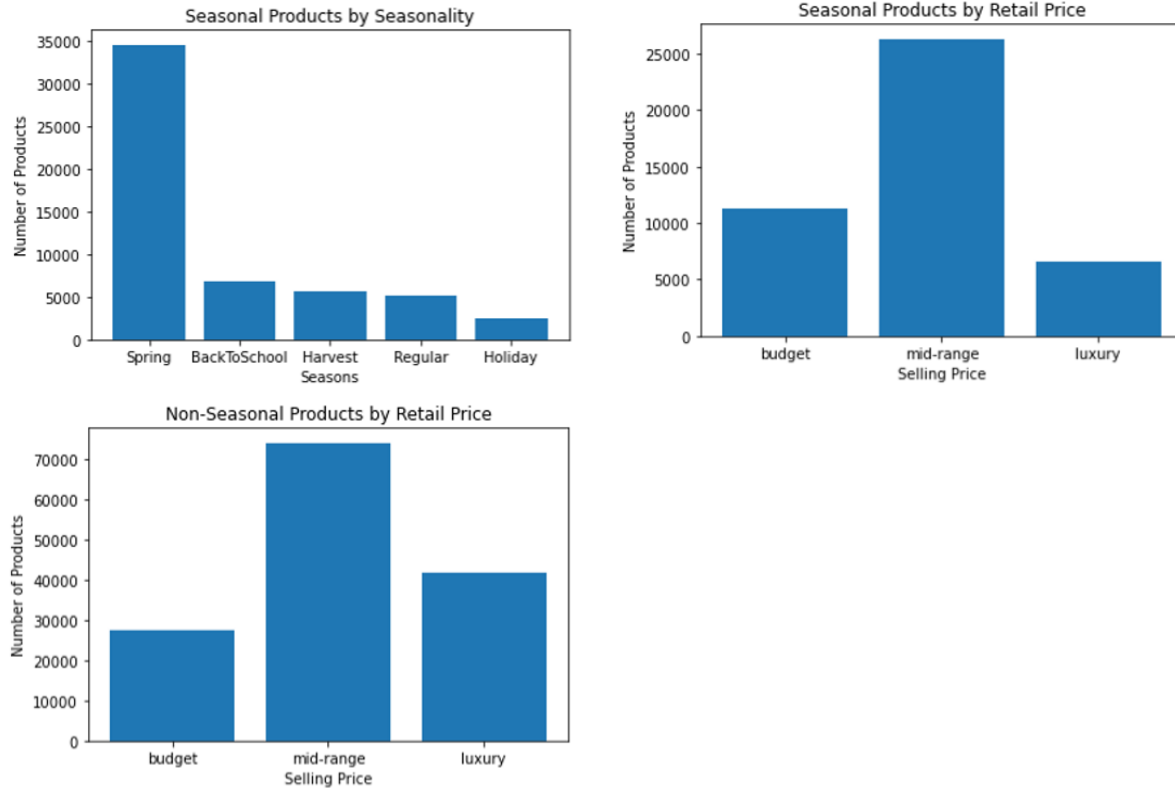 Seasonal Products by Seasonality
Number of Products
35000
30000
25000
20000
15000
10000
5000
0
Spring BackToSchool Harvest Regular Holiday
Seasons
Seasonal Products by Retail Price
Number of Products
25000
20000
15000
10000
5000
0
budget mid-range luxury
Selling Price
Non-Seasonal Products by Retail Price
Number of Products
70000
60000
50000
40000
30000
20000
10000
0
budget mid-range luxury
Selling Price